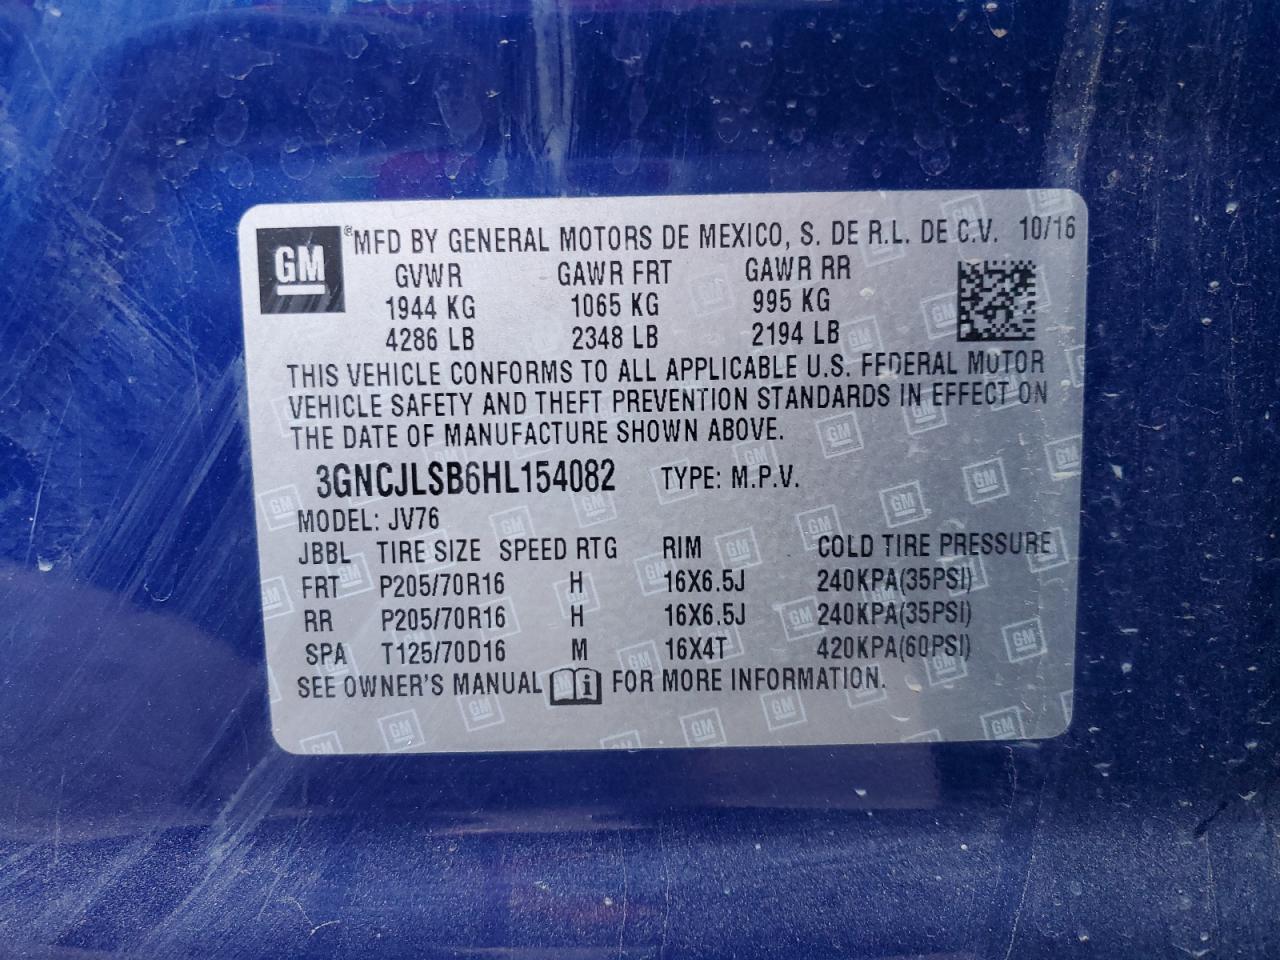 GM ®MFD BY GENERAL MOTORS DE MEXICO, S. DE R.L. DE C.V. 10/16
GVWR GAWR FRT GAWR RR
1944 KG 1065 KG 995 KG
4286 LB 2348 LB 2194 LB
THIS VEHICLE CONFORMS TO ALL APPLICABLE U.S. FEDERAL MOTOR
VEHICLE SAFETY AND THEFT PREVENTION STANDARDS IN EFFECT ON
THE DATE OF MANUFACTURE SHOWN ABOVE.
3GNCJLSB6HL154082 TYPE: M.P.V.
MODEL: JV76
JBBL TIRE SIZE SPEED RTG RIM COLD TIRE PRESSURE
FRT P205/70R16 H 16X6.5J 240KPA(35PSI)
RR P205/70R16 H 16X6.5J 240KPA(35PSI)
SPA T125/70D16 M 16X4T 420KPA(60PSI)
SEE OWNER'S MANUAL i FOR MORE INFORMATION.